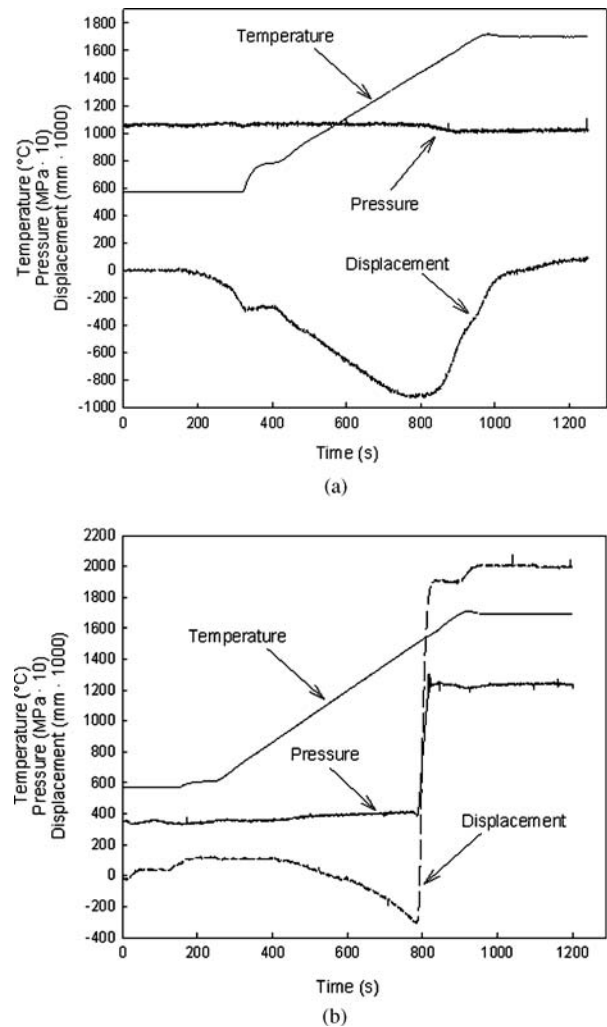 1800
1600
1400
1200
1000
800
600
400
200
0
-200
-400
-600
-800
-1000
Temperature (°C)
Pressure (MPa · 10)
Displacement (mm · 1000)
Temperature
Pressure
Displacement
0 200 400 600 800 1000 1200
Time (s)
(a)
2200
2000
1800
1600
1400
1200
1000
800
600
400
200
0
-200
-400
Temperature (°C)
Pressure (MPa · 10)
Displacement (mm · 1000)
Temperature
Pressure
Displacement
0 200 400 600 800 1000 1200
Time (s)
(b)